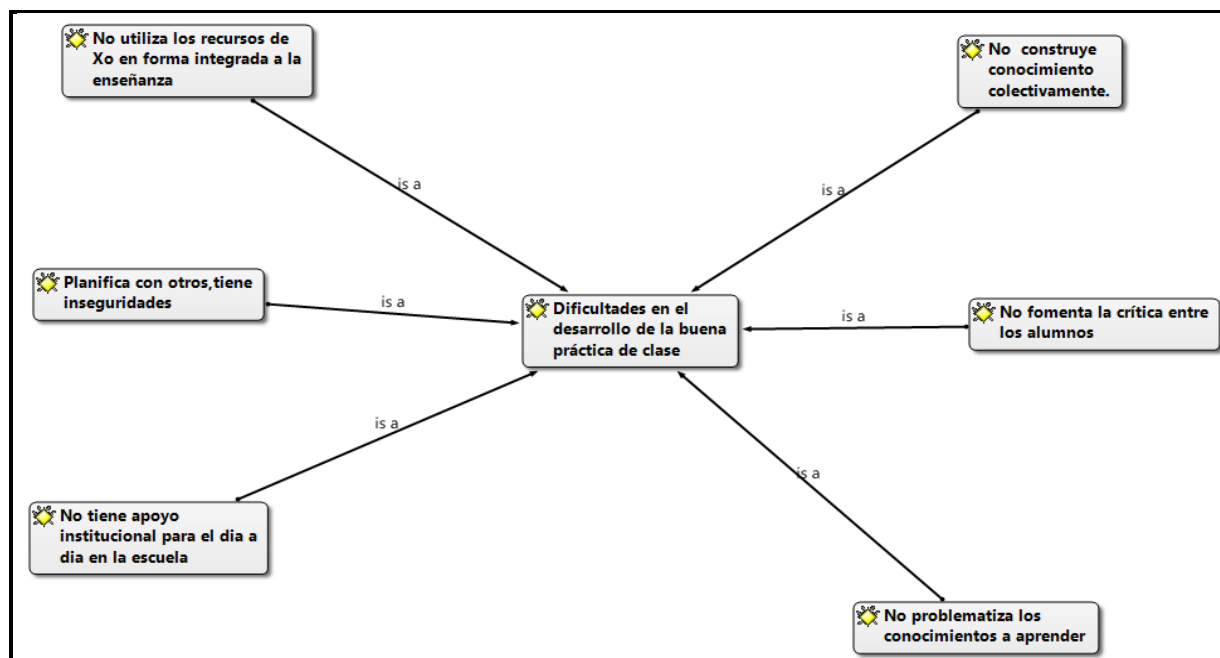 No utiliza los recursos de
Xo en forma integrada a la
enseñanza
No construye
conocimiento
colectivamente.
is a
is a
Planifica con otros,tiene
inseguridades
is a
Dificultades en el
desarrollo de la buena
práctica de clase
is a
No fomenta la crítica entre
los alumnos
is a
No tiene apoyo
institucional para el dia a
dia en la escuela
is a
No problematiza los
conocimientos a aprender